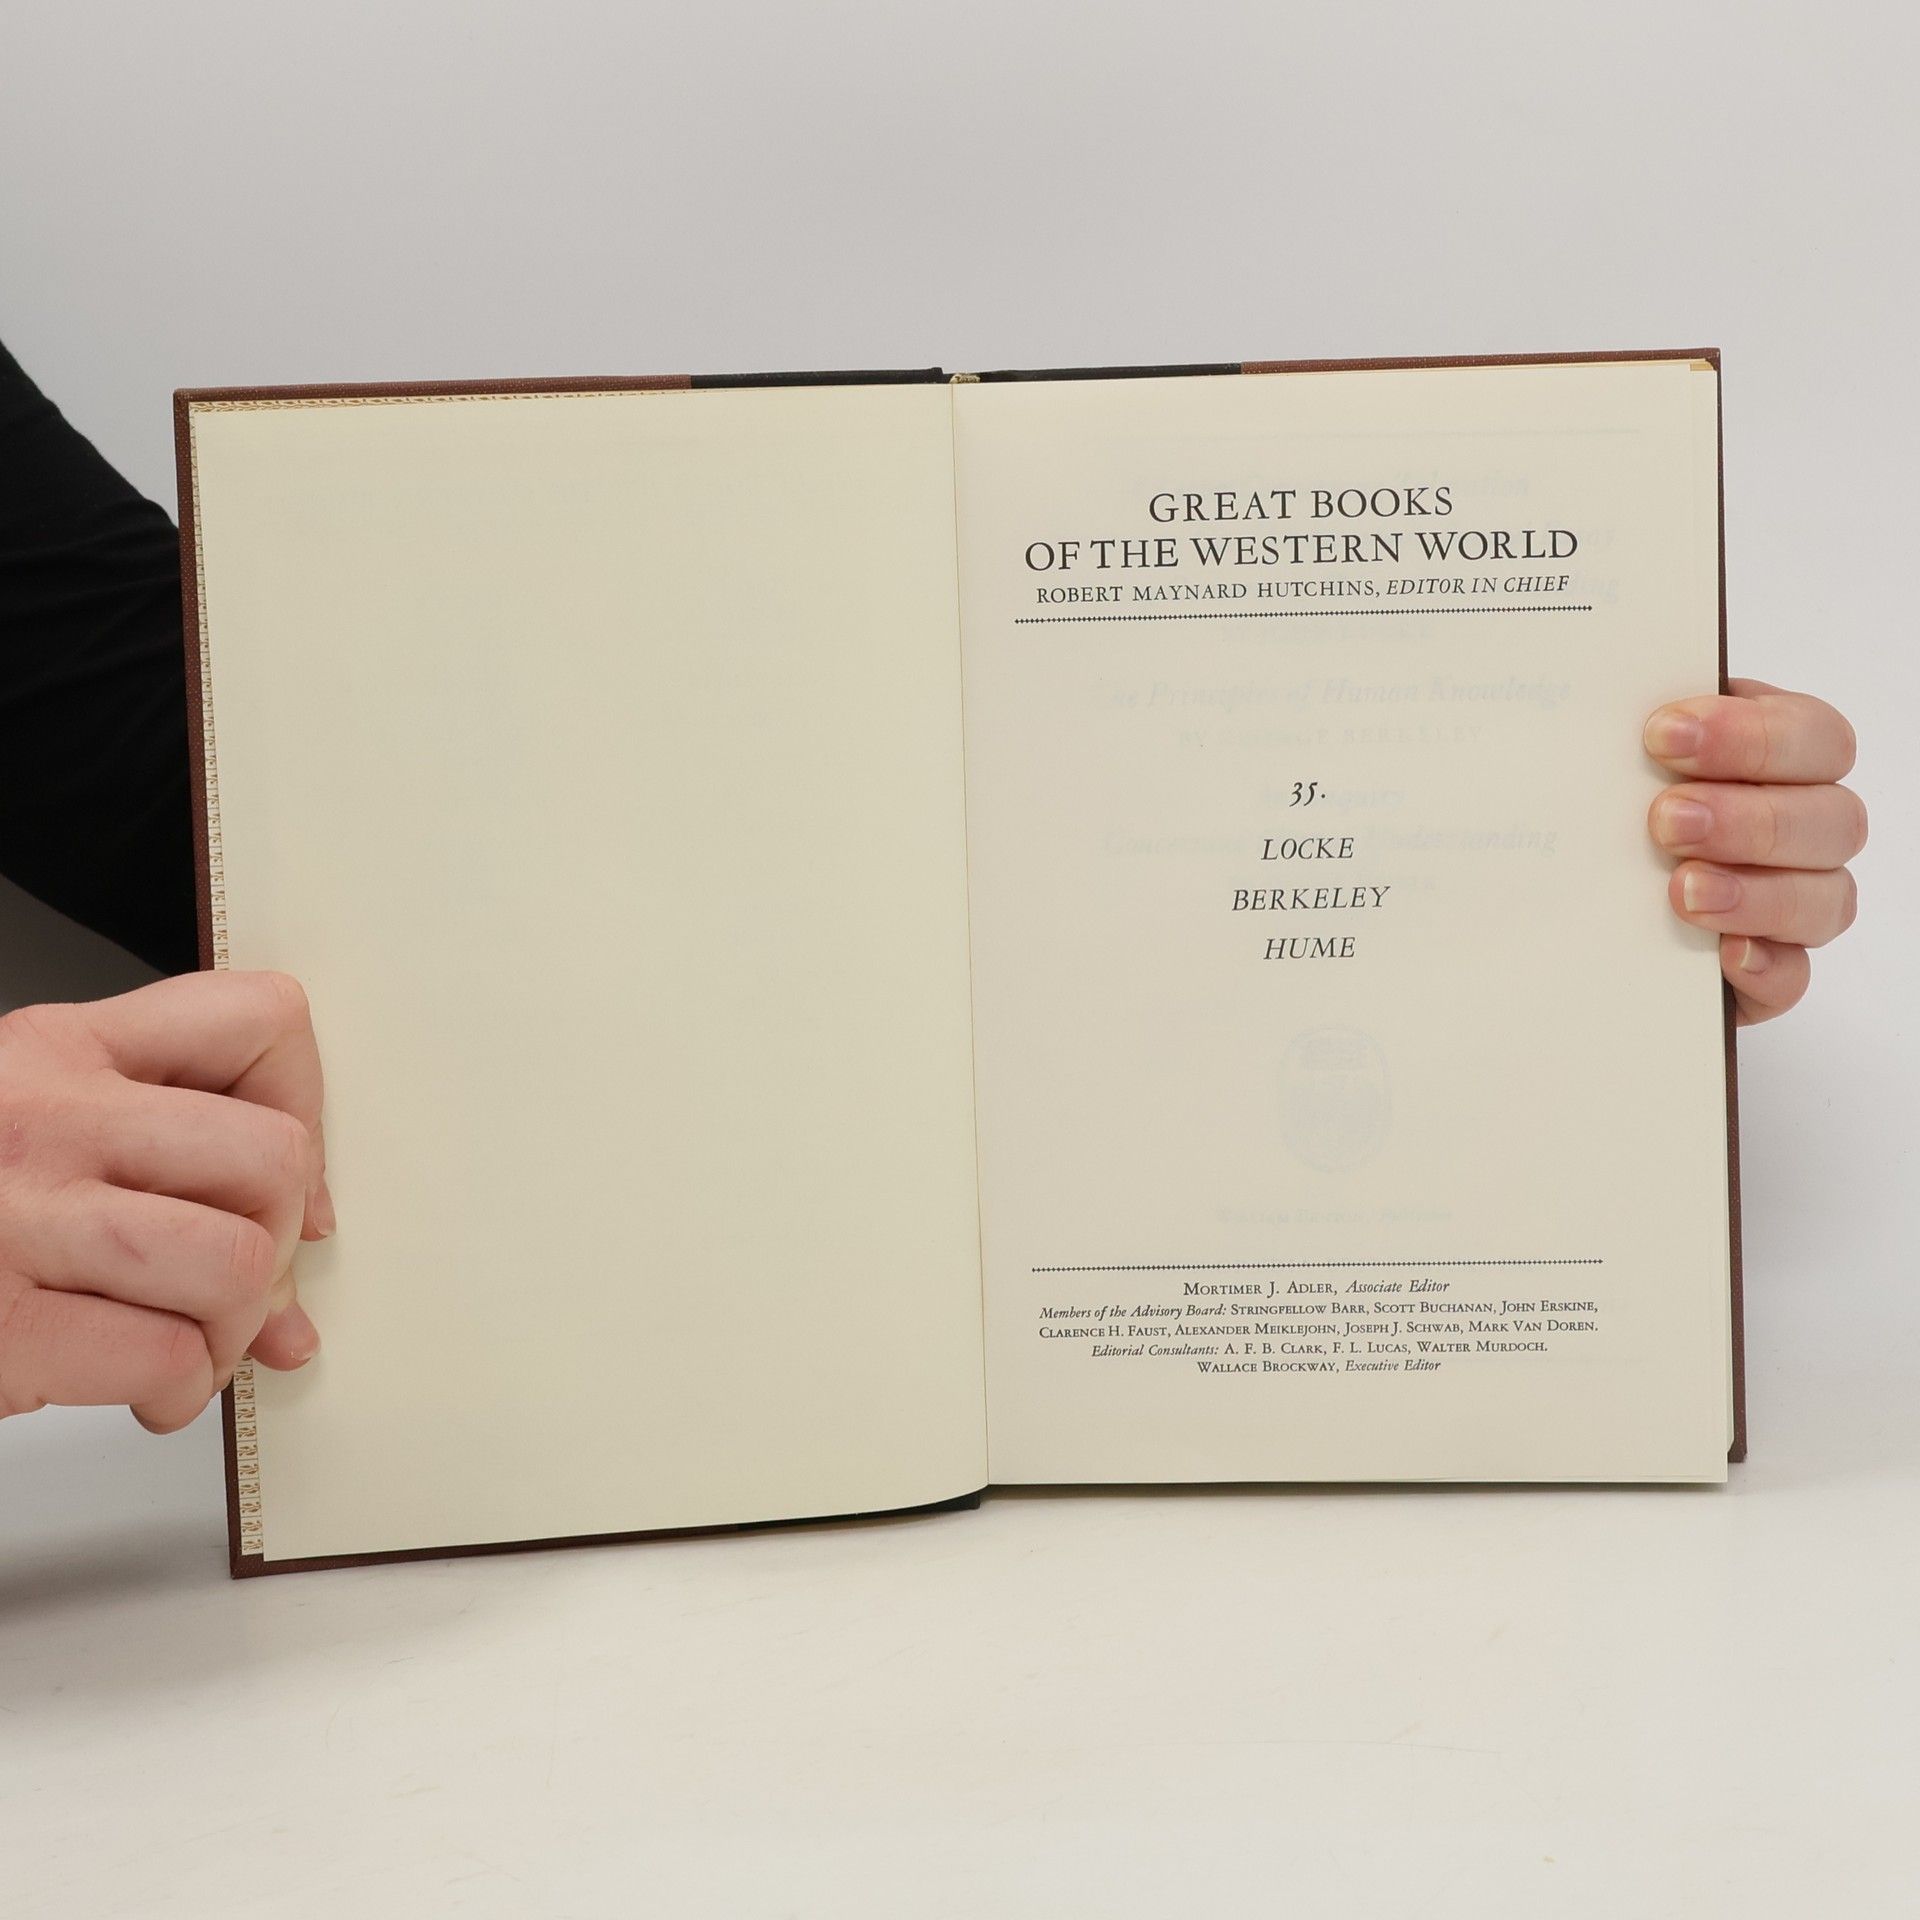 GREAT BOOKS
OF THE WESTERN WORLD
ROBERT MAYNARD HUTCHINS, EDITOR IN CHIEF
35.
LOCKE
BERKELEY
HUME
MORTIMER J. ADLER, Associate Editor
Members of the Advisory Board: STRINGFELLOW BARR, SCOTT BUCHANAN, JOHN ERSKINE,
CLARENCE H. FAUST, ALEXANDER MEIKLEJOHN, JOSEPH J. SCHWAB, MARK VAN DOREN.
Editorial Consultants: A. F. B. CLARK, F. L. LUCAS, WALTER MURDOCH.
WALLACE BROCKWAY, Executive Editor